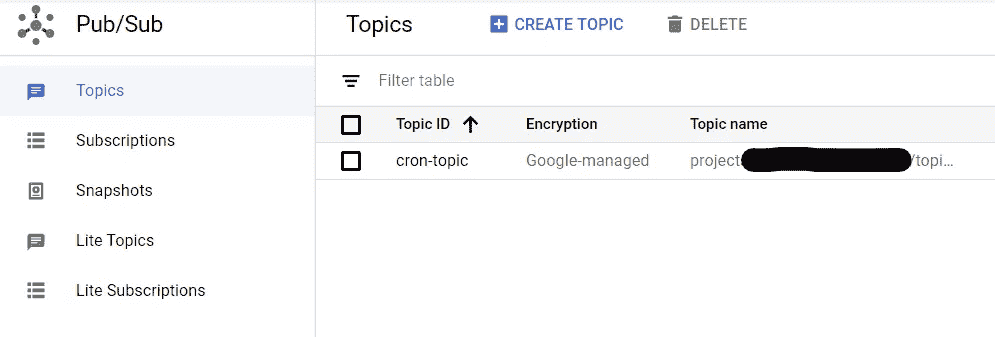 Pub/Sub
Topics
Subscriptions
Snapshots
Lite Topics
Lite Subscriptions
Topics CREATE TOPIC DELETE
Filter table
Topic ID Encryption Topic name
cron-topic Google-managed project /topi...